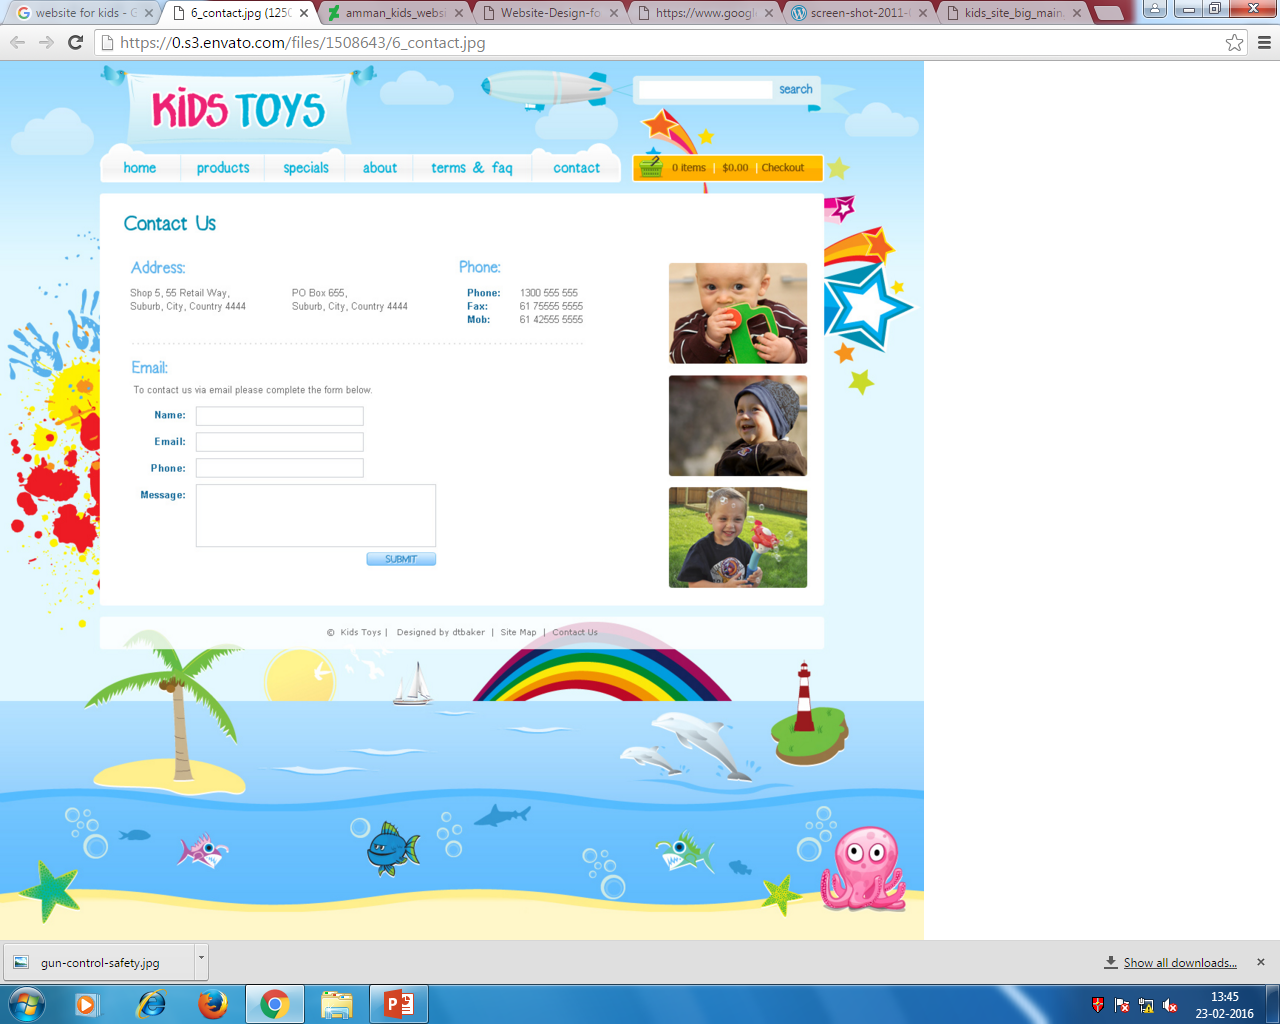 website for kids - G
6_contact.jpg (1250
amman_kids_websi
Website-Design-fo
https://www.googl
screen-shot-2011-
kids_site_big_main.
https://0.s3.envato.com/files/1508643/6_contact.jpg
KiDS TOYS
search
home products specials about terms & faq contact
0 items | $0.00 | Checkout
Contact Us
Address:
Shop 5, 55 Retail Way,
Suburb, City, Country 4444
PO Box 655,
Suburb, City, Country 4444
Phone:
Phone: 1300 555 555
Fax: 61 75555 5555
Mob: 61 42555 5555
Email:
To contact us via email please complete the form below.
Name:
Email:
Phone:
Message:
SUBMIT
© Kids Toys | Designed by dtbaker | Site Map | Contact Us
gun-control-safety.jpg
Show all downloads...
13:45
23-02-2016